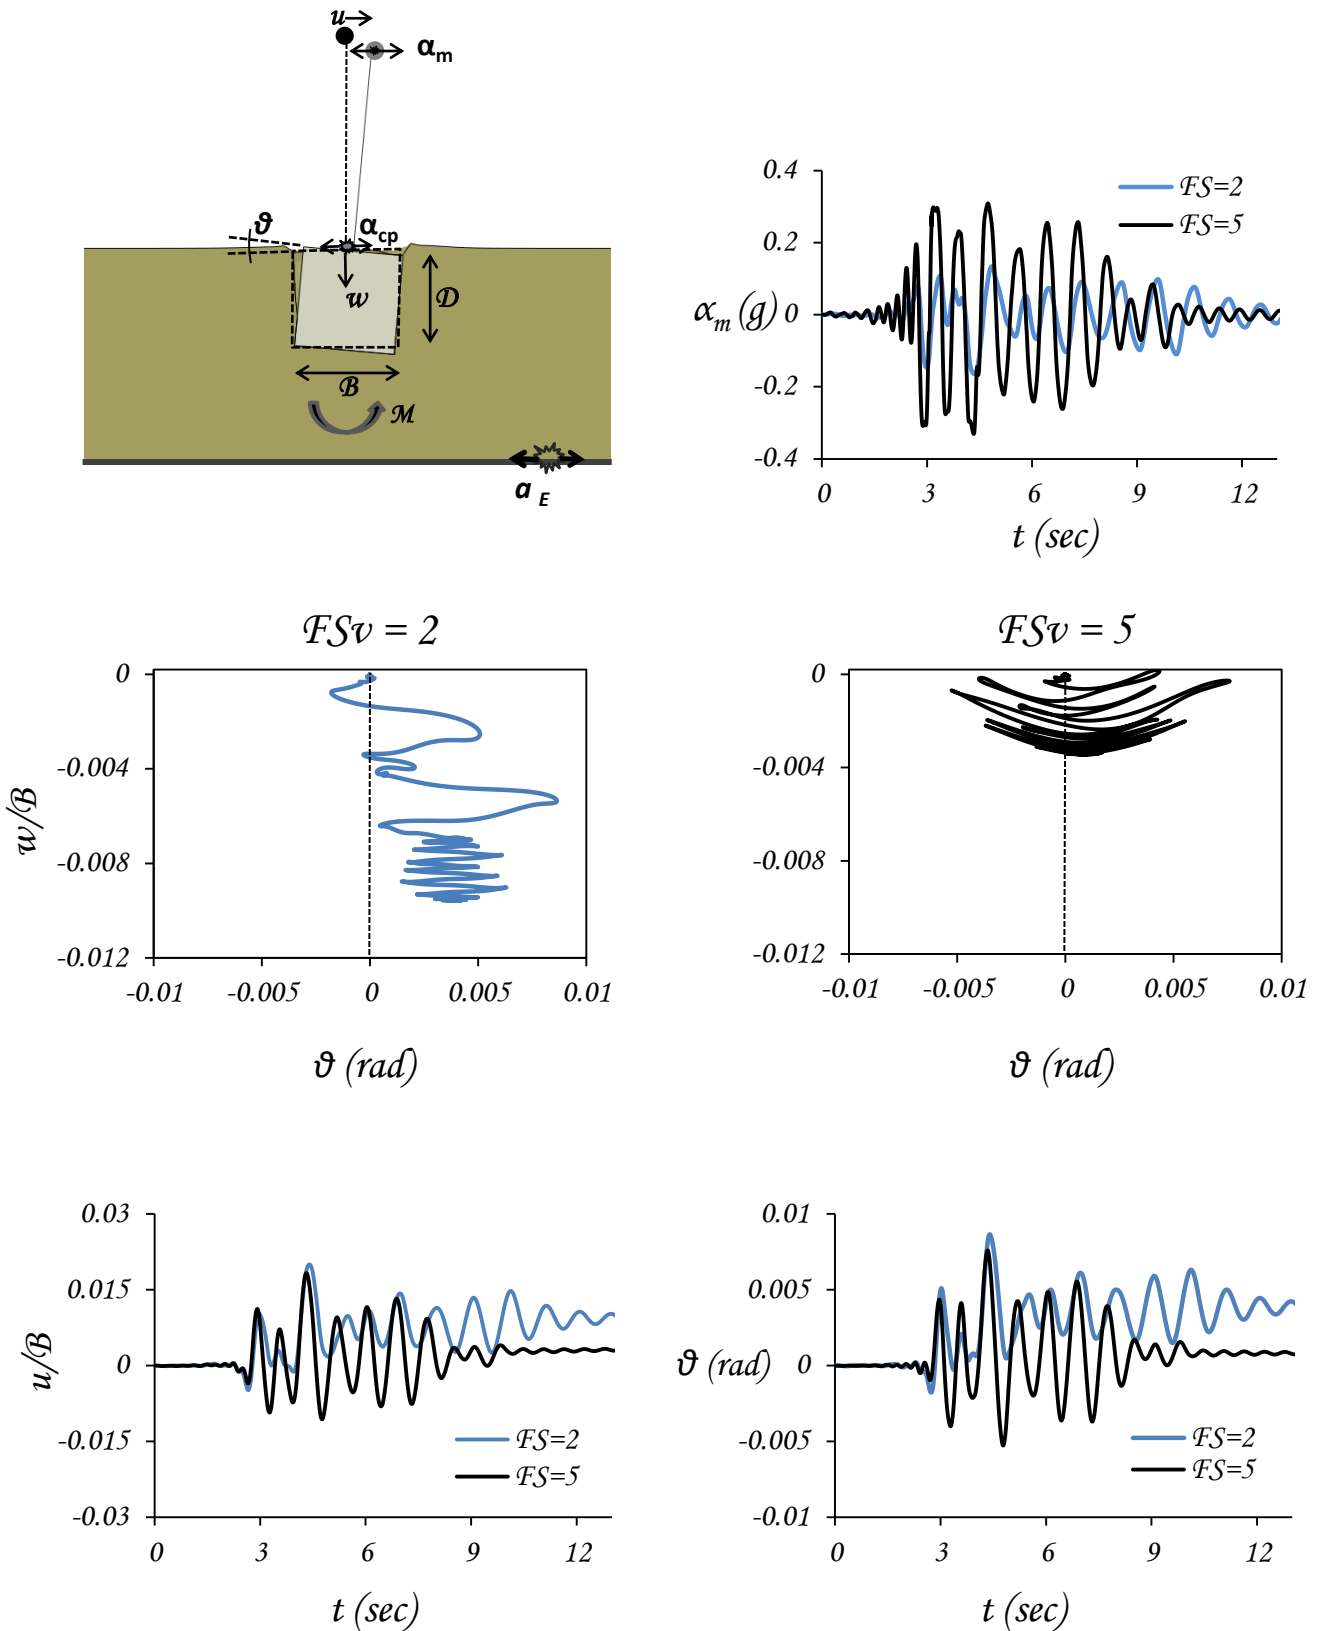 u
αm
ϑ
αcp
w
D
B
M
a E
0.4
0.2
αm (g) 0
-0.2
-0.4
FS=2
FS=5
0 3 6 9 12
t (sec)
FSv = 2
0
-0.004
-0.008
-0.012
w/B
-0.01 -0.005 0 0.005 0.01
ϑ (rad)
FSv = 5
0
-0.004
-0.008
-0.012
-0.01 -0.005 0 0.005 0.01
ϑ (rad)
0.03
0.015
0
-0.015
-0.03
u/B
FS=2
FS=5
0 3 6 9 12
t (sec)
0.01
0.005
ϑ (rad) 0
-0.005
-0.01
FS=2
FS=5
0 3 6 9 12
t (sec)